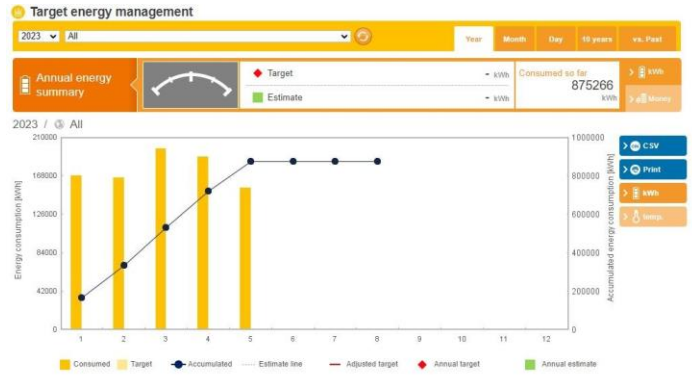 Target energy management
2023 All
Year Month Day 10 years vs. Past
Annual energy summary
Target - kWh
Estimate - kWh
Consumed so far
875266
kWh
kWh
Money
2023 / All
210000
168000
126000
84000
42000
0
Energy consumption [kWh]
1000000
800000
600000
400000
200000
0
Accumulated energy consumption [kWh]
1 2 3 4 5 6 7 8 9 10 11 12
CSV
Print
kWh
temp.
Consumed Target Accumulated Estimate line Adjusted target Annual target Annual estimate